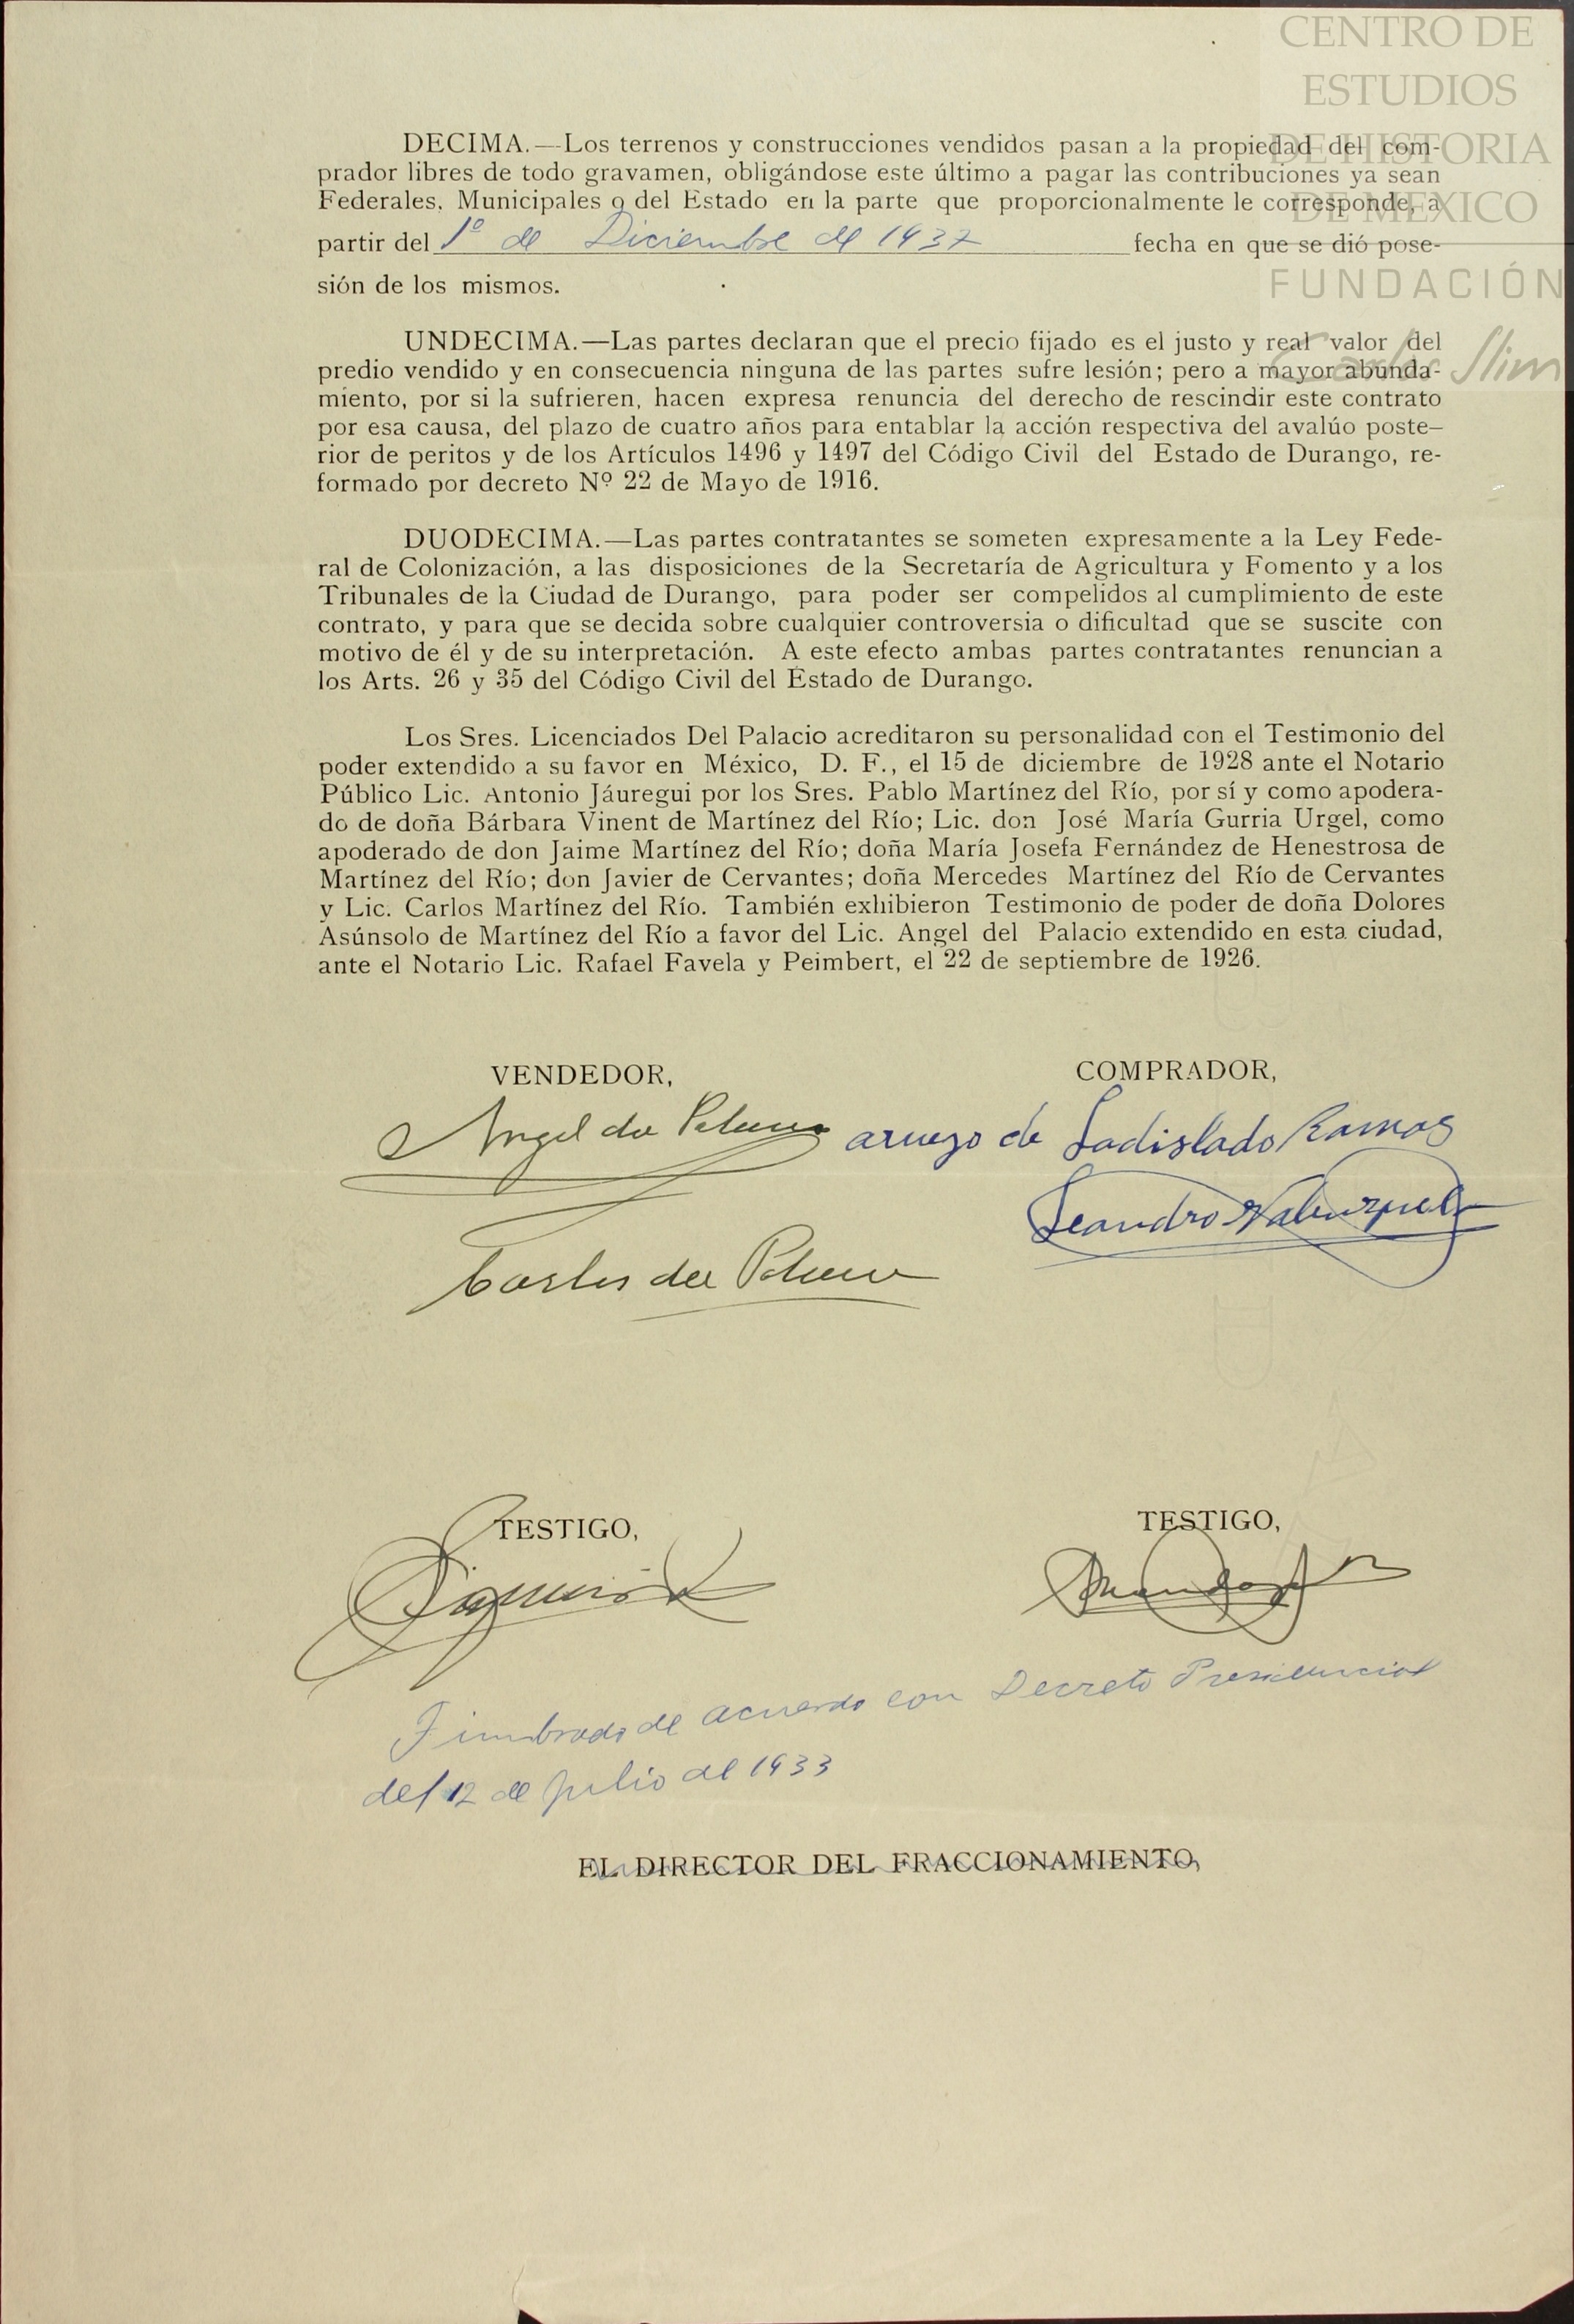 CENTRO DE
ESTUDIOS
DE HISTORIA
DE MEXICO
FUNDACIÓN
Carlos Slim
DECIMA.—Los terrenos y construcciones vendidos pasan a la propiedad del com-
prador libres de todo gravamen, obligándose este último a pagar las contribuciones ya sean
Federales, Municipales o del Estado en la parte que proporcionalmente le corresponde, a
partir del 1º de Diciembre de 1937 fecha en que se dió pose-
sión de los mismos.
UNDECIMA.—Las partes declaran que el precio fijado es el justo y real valor del
predio vendido y en consecuencia ninguna de las partes sufre lesión; pero a mayor abunda-
miento, por si la sufrieren, hacen expresa renuncia del derecho de rescindir este contrato
por esa causa, del plazo de cuatro años para entablar la acción respectiva del avalúo poste-
rior de peritos y de los Artículos 1496 y 1497 del Código Civil del Estado de Durango, re-
formado por decreto Nº 22 de Mayo de 1916.
DUODECIMA.—Las partes contratantes se someten expresamente a la Ley Fede-
ral de Colonización, a las disposiciones de la Secretaría de Agricultura y Fomento y a los
Tribunales de la Ciudad de Durango, para poder ser compelidos al cumplimiento de este
contrato, y para que se decida sobre cualquier controversia o dificultad que se suscite con
motivo de él y de su interpretación. A este efecto ambas partes contratantes renuncian a
los Arts. 26 y 35 del Código Civil del Estado de Durango.
Los Sres. Licenciados Del Palacio acreditaron su personalidad con el Testimonio del
poder extendido a su favor en México, D. F., el 15 de diciembre de 1928 ante el Notario
Público Lic. Antonio Jáuregui por los Sres. Pablo Martínez del Río, por sí y como apodera-
do de doña Bárbara Vinent de Martínez del Río; Lic. don José María Gurria Urgel, como
apoderado de don Jaime Martínez del Río; doña María Josefa Fernández de Henestrosa de
Martínez del Río; don Javier de Cervantes; doña Mercedes Martínez del Río de Cervantes
y Lic. Carlos Martínez del Río. También exhibieron Testimonio de poder de doña Dolores
Asúnsolo de Martínez del Río a favor del Lic. Angel del Palacio extendido en esta ciudad,
ante el Notario Lic. Rafael Favela y Peimbert, el 22 de septiembre de 1926.
VENDEDOR,
COMPRADOR,
Angel del Palacio
aruego de Ladislado Ramos
Leandro Valenzuela
Carlos del Palacio
TESTIGO,
TESTIGO,
Timbrado de acuerdo con Decreto Presidencial
del 12 de Julio de 1933
EL DIRECTOR DEL FRACCIONAMIENTO,